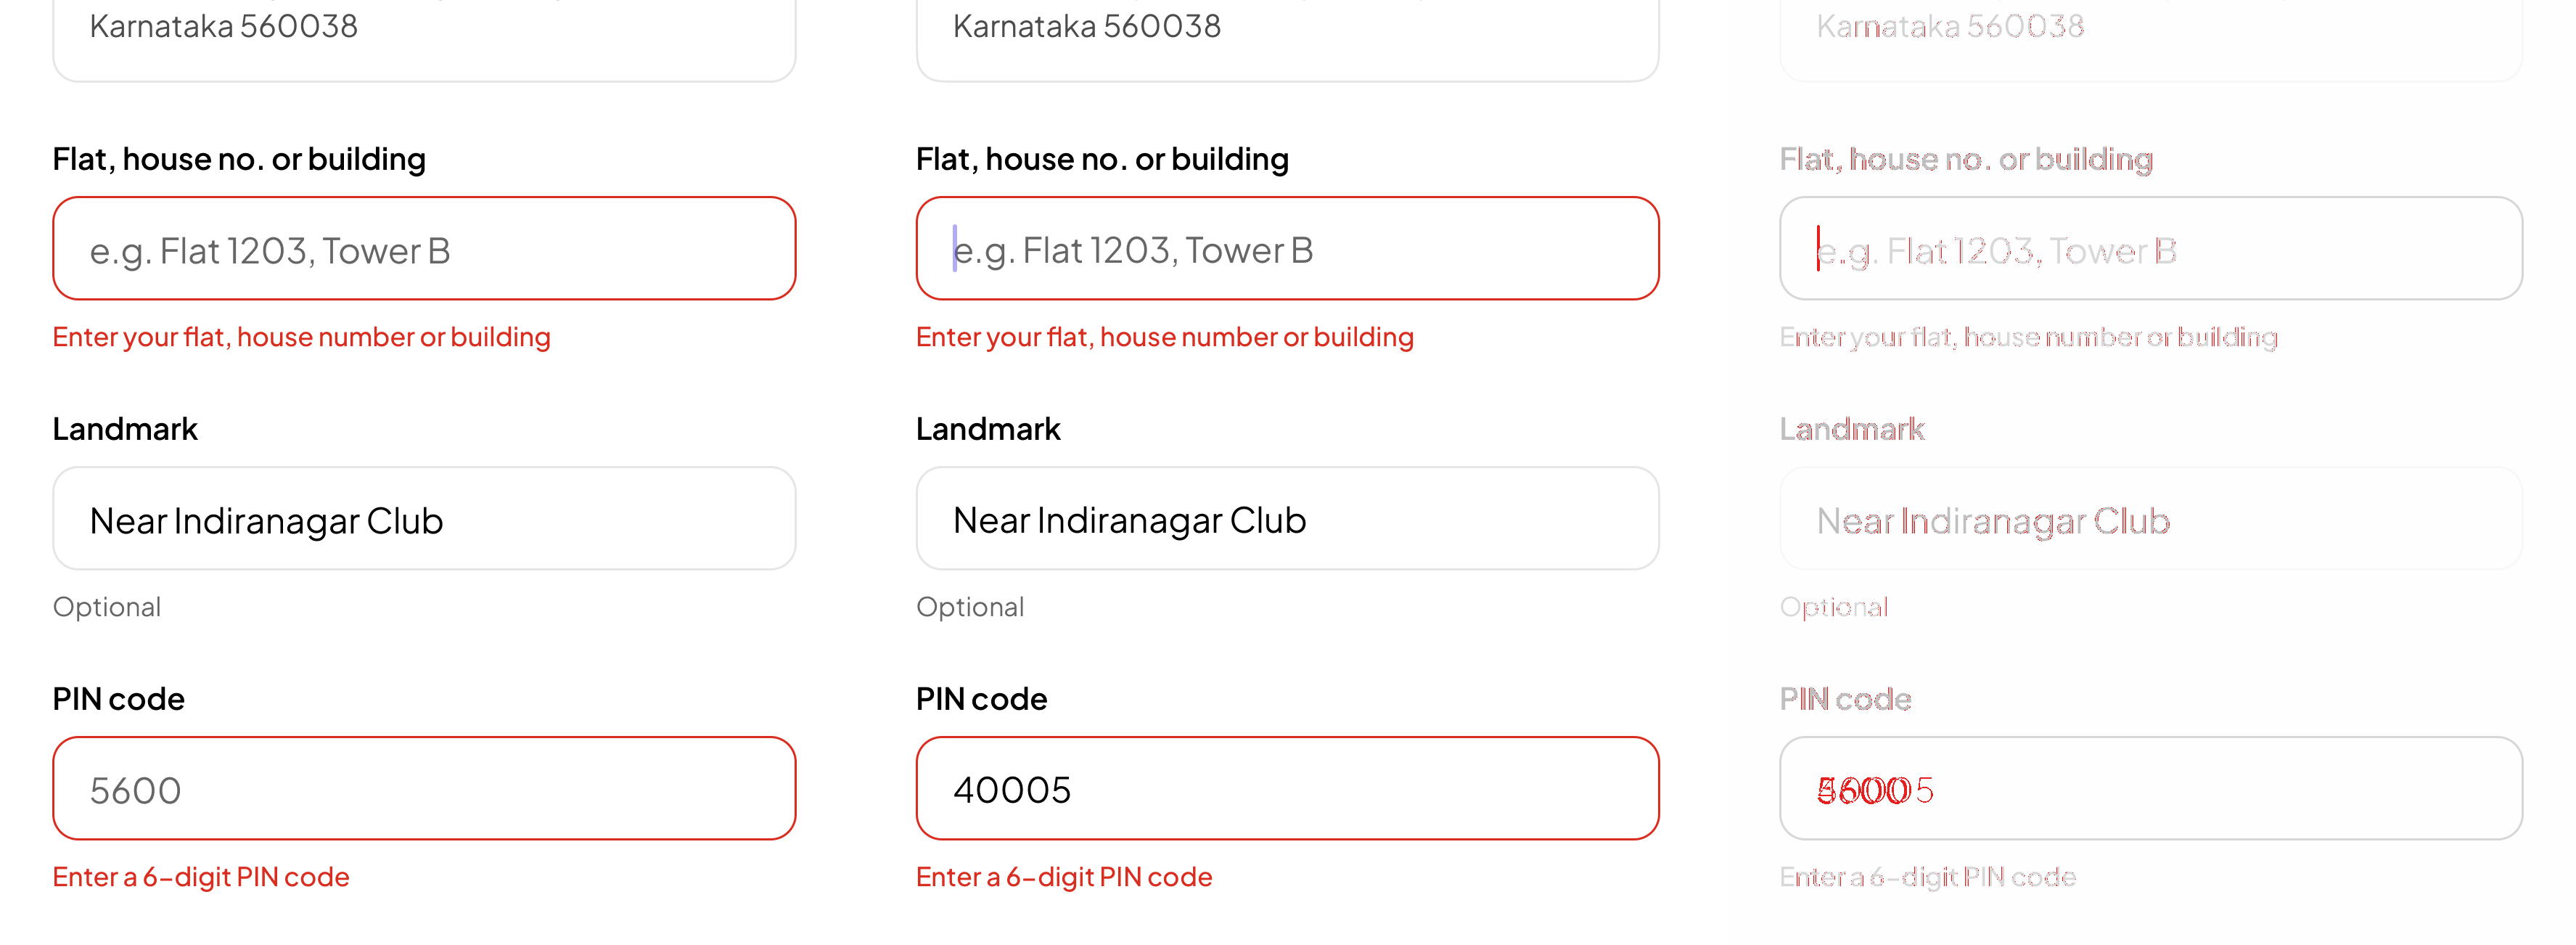 Karnataka 560038
Flat, house no. or building
e.g. Flat 1203, Tower B
Enter your flat, house number or building
Landmark
Near Indiranagar Club
Optional
PIN code
5600
Enter a 6-digit PIN code
Karnataka 560038
Flat, house no. or building
e.g. Flat 1203, Tower B
Enter your flat, house number or building
Landmark
Near Indiranagar Club
Optional
PIN code
40005
Enter a 6-digit PIN code
Karnataka 560038
Flat, house no. or building
e.g. Flat 1203, Tower B
Enter your flat, house number or building
Landmark
Near Indiranagar Club
Optional
PIN code
Enter a 6-digit PIN code